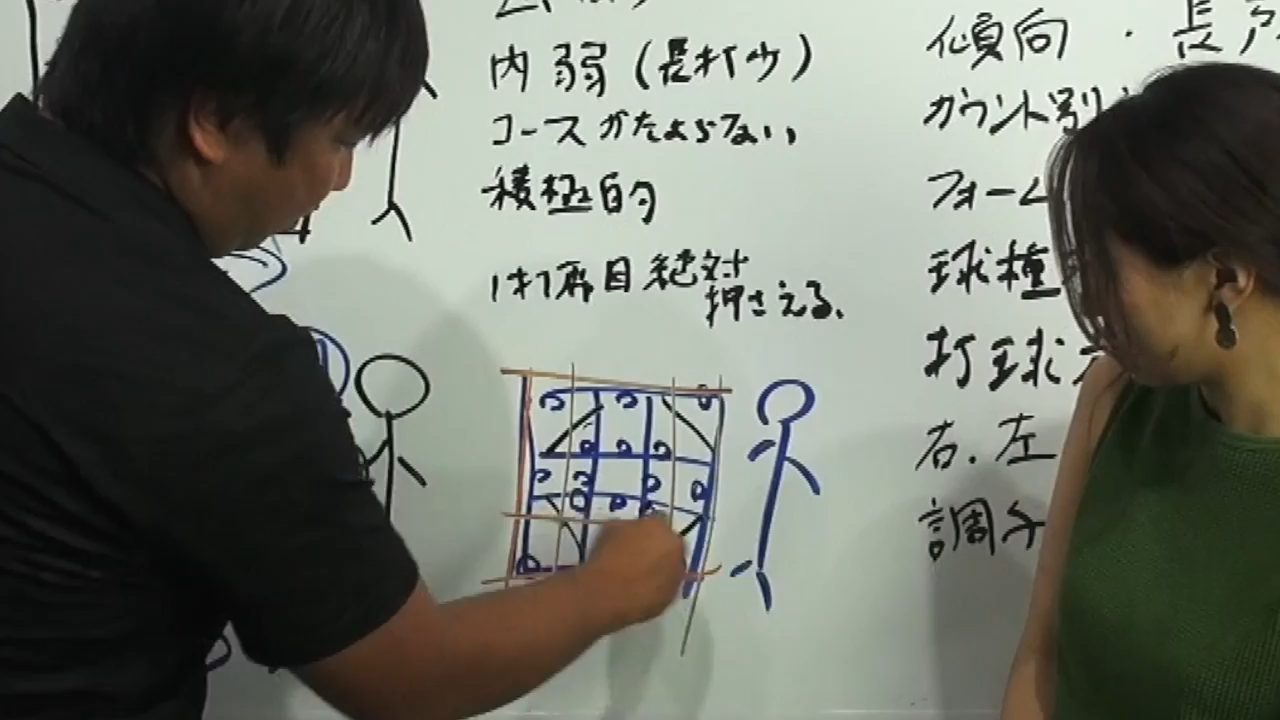 内弱(長打少)
コースかたよらない
積極的
1打席目絶対
押さえる、
傾向・長
カウント別
フォーム
球種
打球
右、左
調子